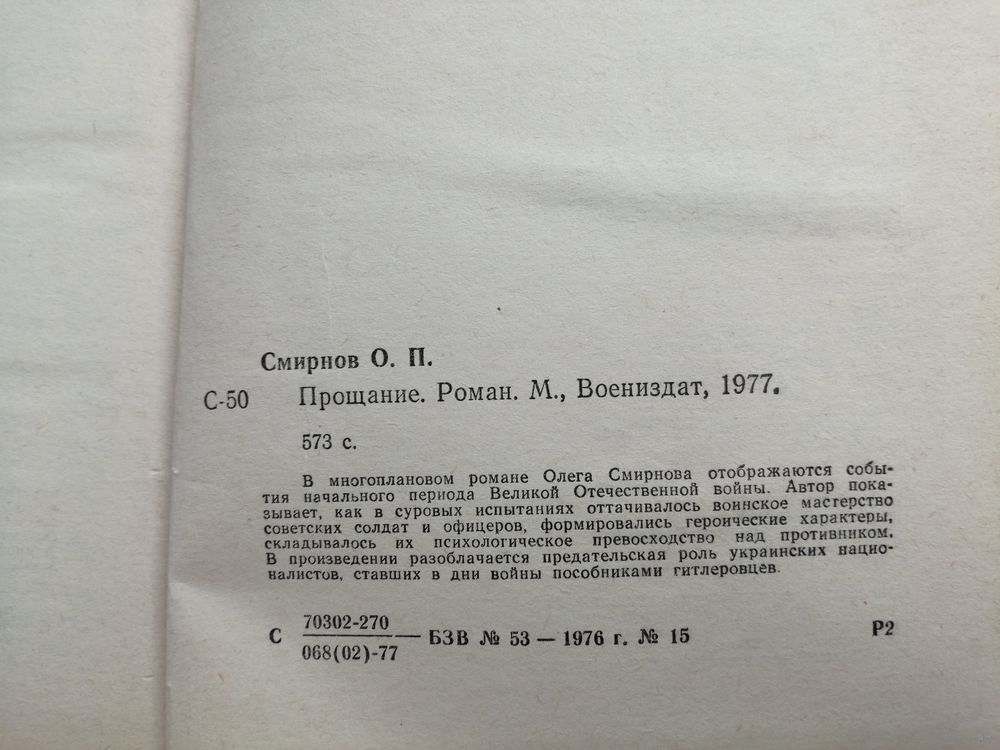 Смирнов О. П.
С-50 Прощание. Роман. М., Воениздат, 1977.
573 с.
В многоплановом романе Олега Смирнова отображаются собы-
тия начального периода Великой Отечественной войны. Автор пока-
зывает, как в суровых испытаниях оттачивалось воинское мастерство
советских солдат и офицеров, формировались героические характеры,
складывалось их психологическое превосходство над противником.
В произведении разоблачается предательская роль украинских нацио-
налистов, ставших в дни войны пособниками гитлеровцев.
70302-270
С ——— БЗВ № 53 — 1976 г. № 15 Р2
068(02)-77